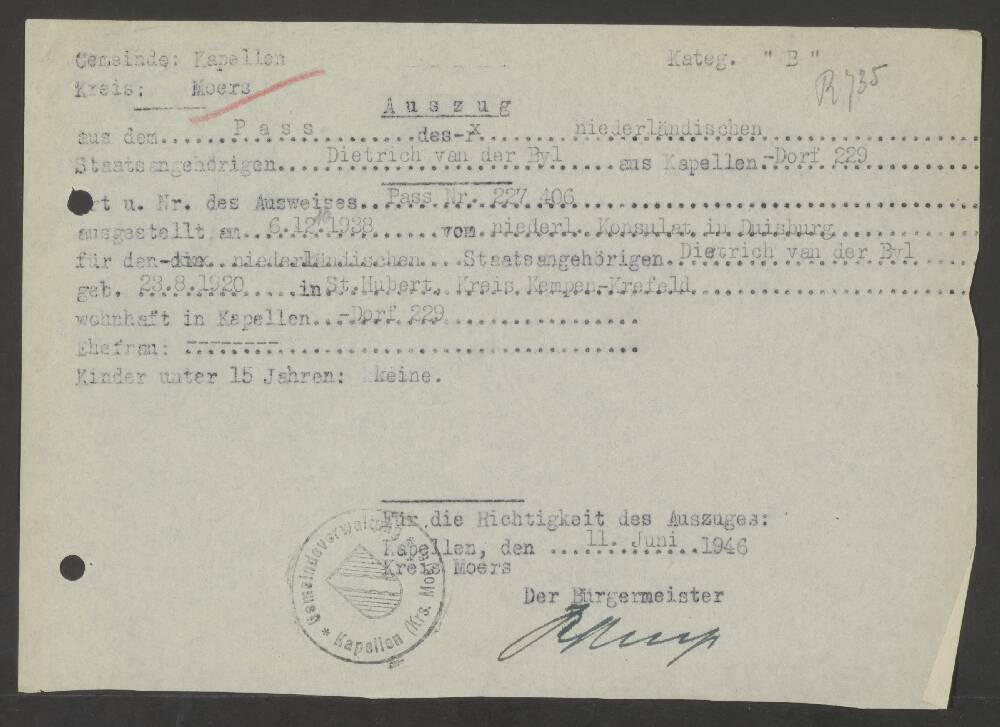 Gemeinde: Kapellen
Kateg. "B"
Kreis: Moers
R 735
Auszug
aus dem.....Pass.....des-rx.....niederländischen.....
Staatsangehörigen....Dietrich van der Byl....aus Kapellen.-Dorf 229....
Art u. Nr. des Ausweises..Pass Nr. 227 406....
ausgestellt am...6.12.1938.....vom.niederl. Konsulat in Duisburg....
für den-die niederländischen...Staatsangehörigen Dietrich van der Byl
geb. 23.8.1920.....in St.Hubert, Kreis Kempen-Krefeld....
wohnhaft in Kapellen..-Dorf 229....
Ehefrau: --------
Kinder unter 15 Jahren: keine.
Für die Richtigkeit des Auszuges:
Kapellen, den ...11. Juni...1946
Kreis Moers
Der Bürgermeister
Gemeindeverwaltung * Kapellen (Krs. Moers) *